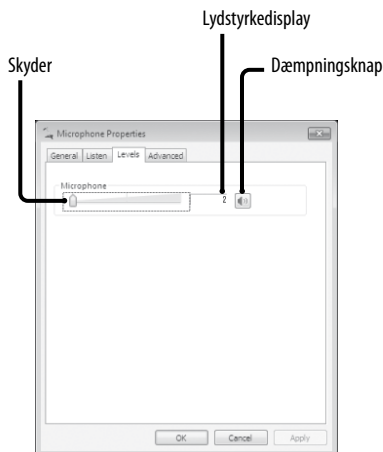 Lydstyrkedisplay
Skyder
Dæmpningsknap
Microphone Properties
General Listen Levels Advanced
Microphone
2
OK Cancel Apply